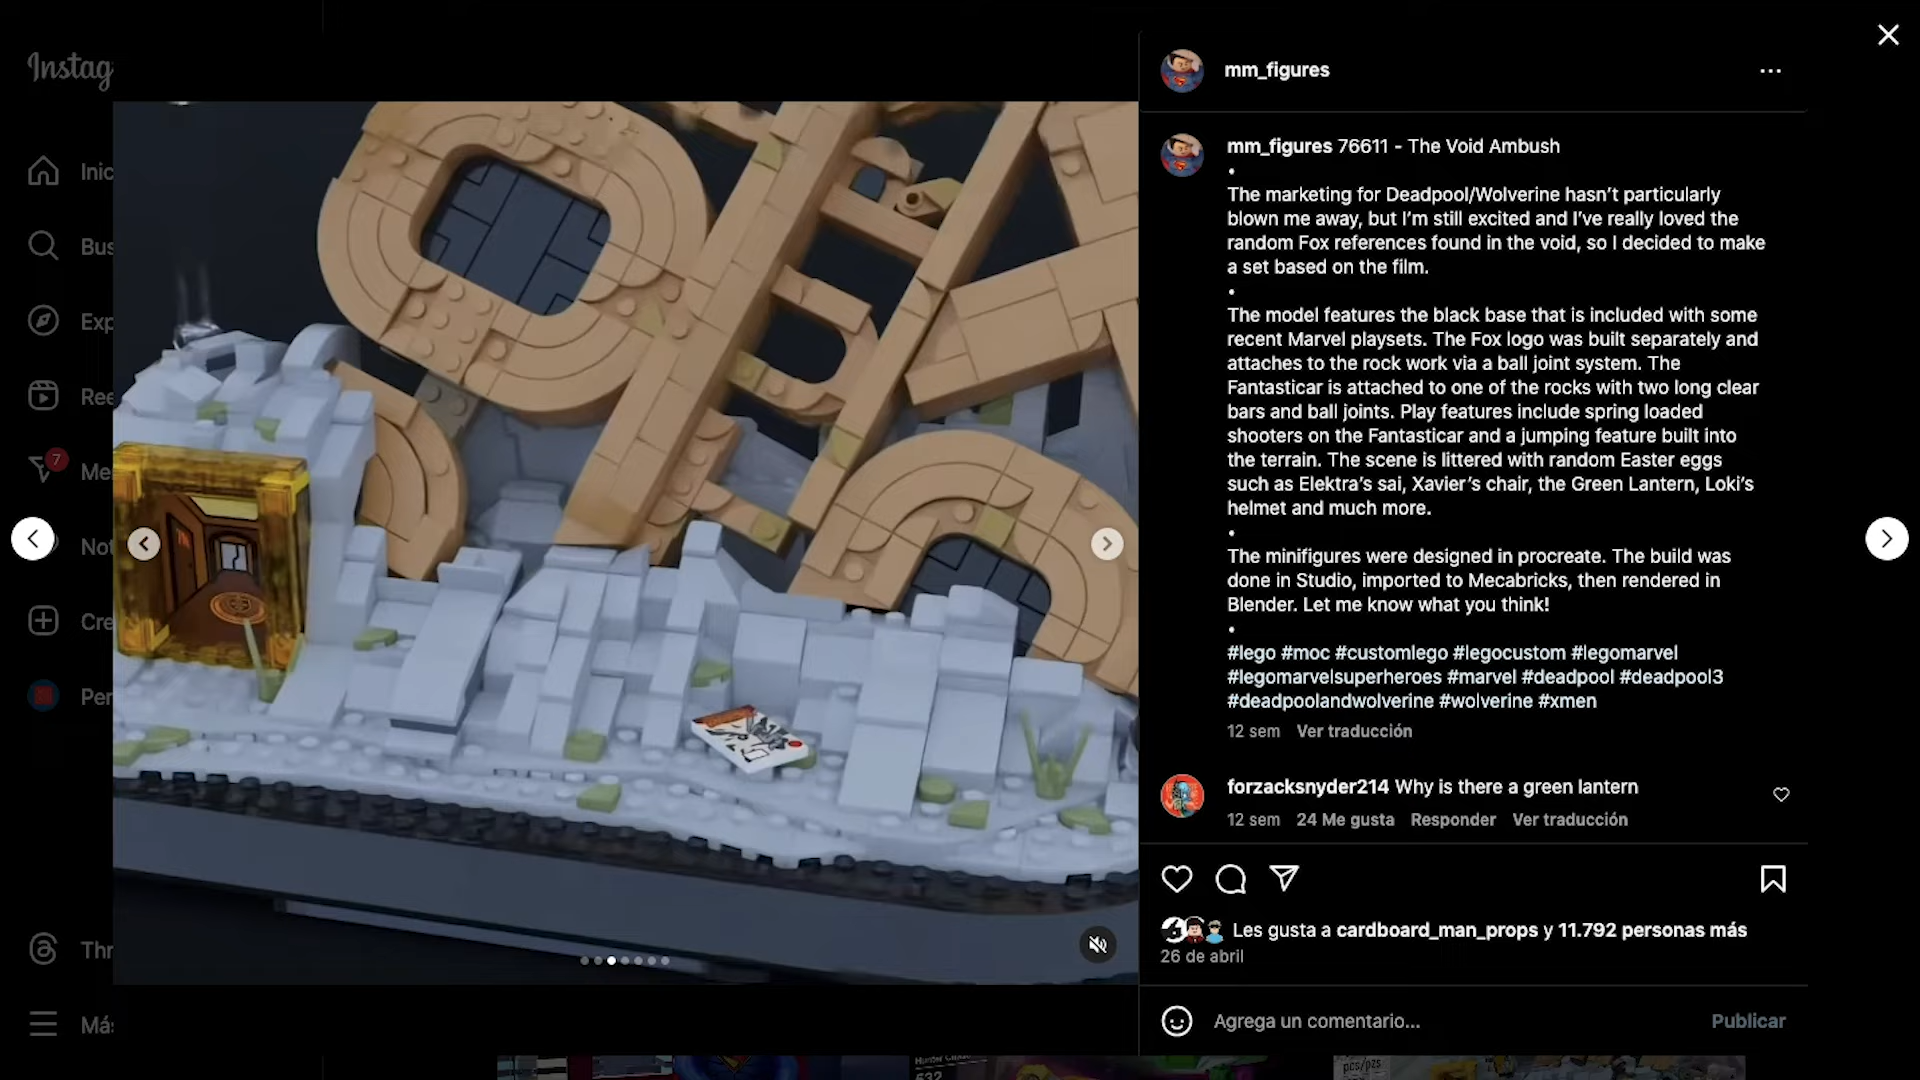 Instag
Inic
Bus
Exp
Ree
7
Me
Not
Cre
Per
Thr
Más
mm_figures
mm_figures 76611 - The Void Ambush
•
The marketing for Deadpool/Wolverine hasn't particularly
blown me away, but I'm still excited and I've really loved the
random Fox references found in the void, so I decided to make
a set based on the film.
•
The model features the black base that is included with some
recent Marvel playsets. The Fox logo was built separately and
attaches to the rock work via a ball joint system. The
Fantasticar is attached to one of the rocks with two long clear
bars and ball joints. Play features include spring loaded
shooters on the Fantasticar and a jumping feature built into
the terrain. The scene is littered with random Easter eggs
such as Elektra's sai, Xavier's chair, the Green Lantern, Loki's
helmet and much more.
•
The minifigures were designed in procreate. The build was
done in Studio, imported to Mecabricks, then rendered in
Blender. Let me know what you think!
•
#lego #moc #customlego #legocustom #legomarvel
#legomarvelsuperheroes #marvel #deadpool #deadpool3
#deadpoolandwolverine #wolverine #xmen
12 sem Ver traducción
forzacksnyder214 Why is there a green lantern
12 sem 24 Me gusta Responder Ver traducción
Les gusta a cardboard_man_props y 11.792 personas más
26 de abril
Agrega un comentario... Publicar
532
pcs/pzs